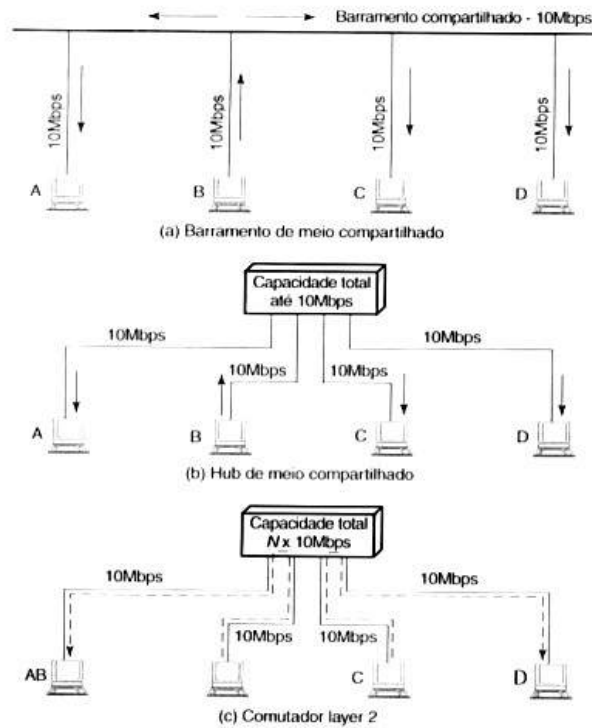 Barramento compartilhado - 10Mbps
10Mbps 10Mbps 10Mbps 10Mbps
A B C D
(a) Barramento de meio compartilhado
Capacidade total
até 10Mbps
10Mbps 10Mbps
10Mbps 10Mbps
A B C D
(b) Hub de meio compartilhado
Capacidade total
N x 10Mbps
10Mbps 10Mbps
10Mbps 10Mbps
AB C D
(c) Comutador layer 2